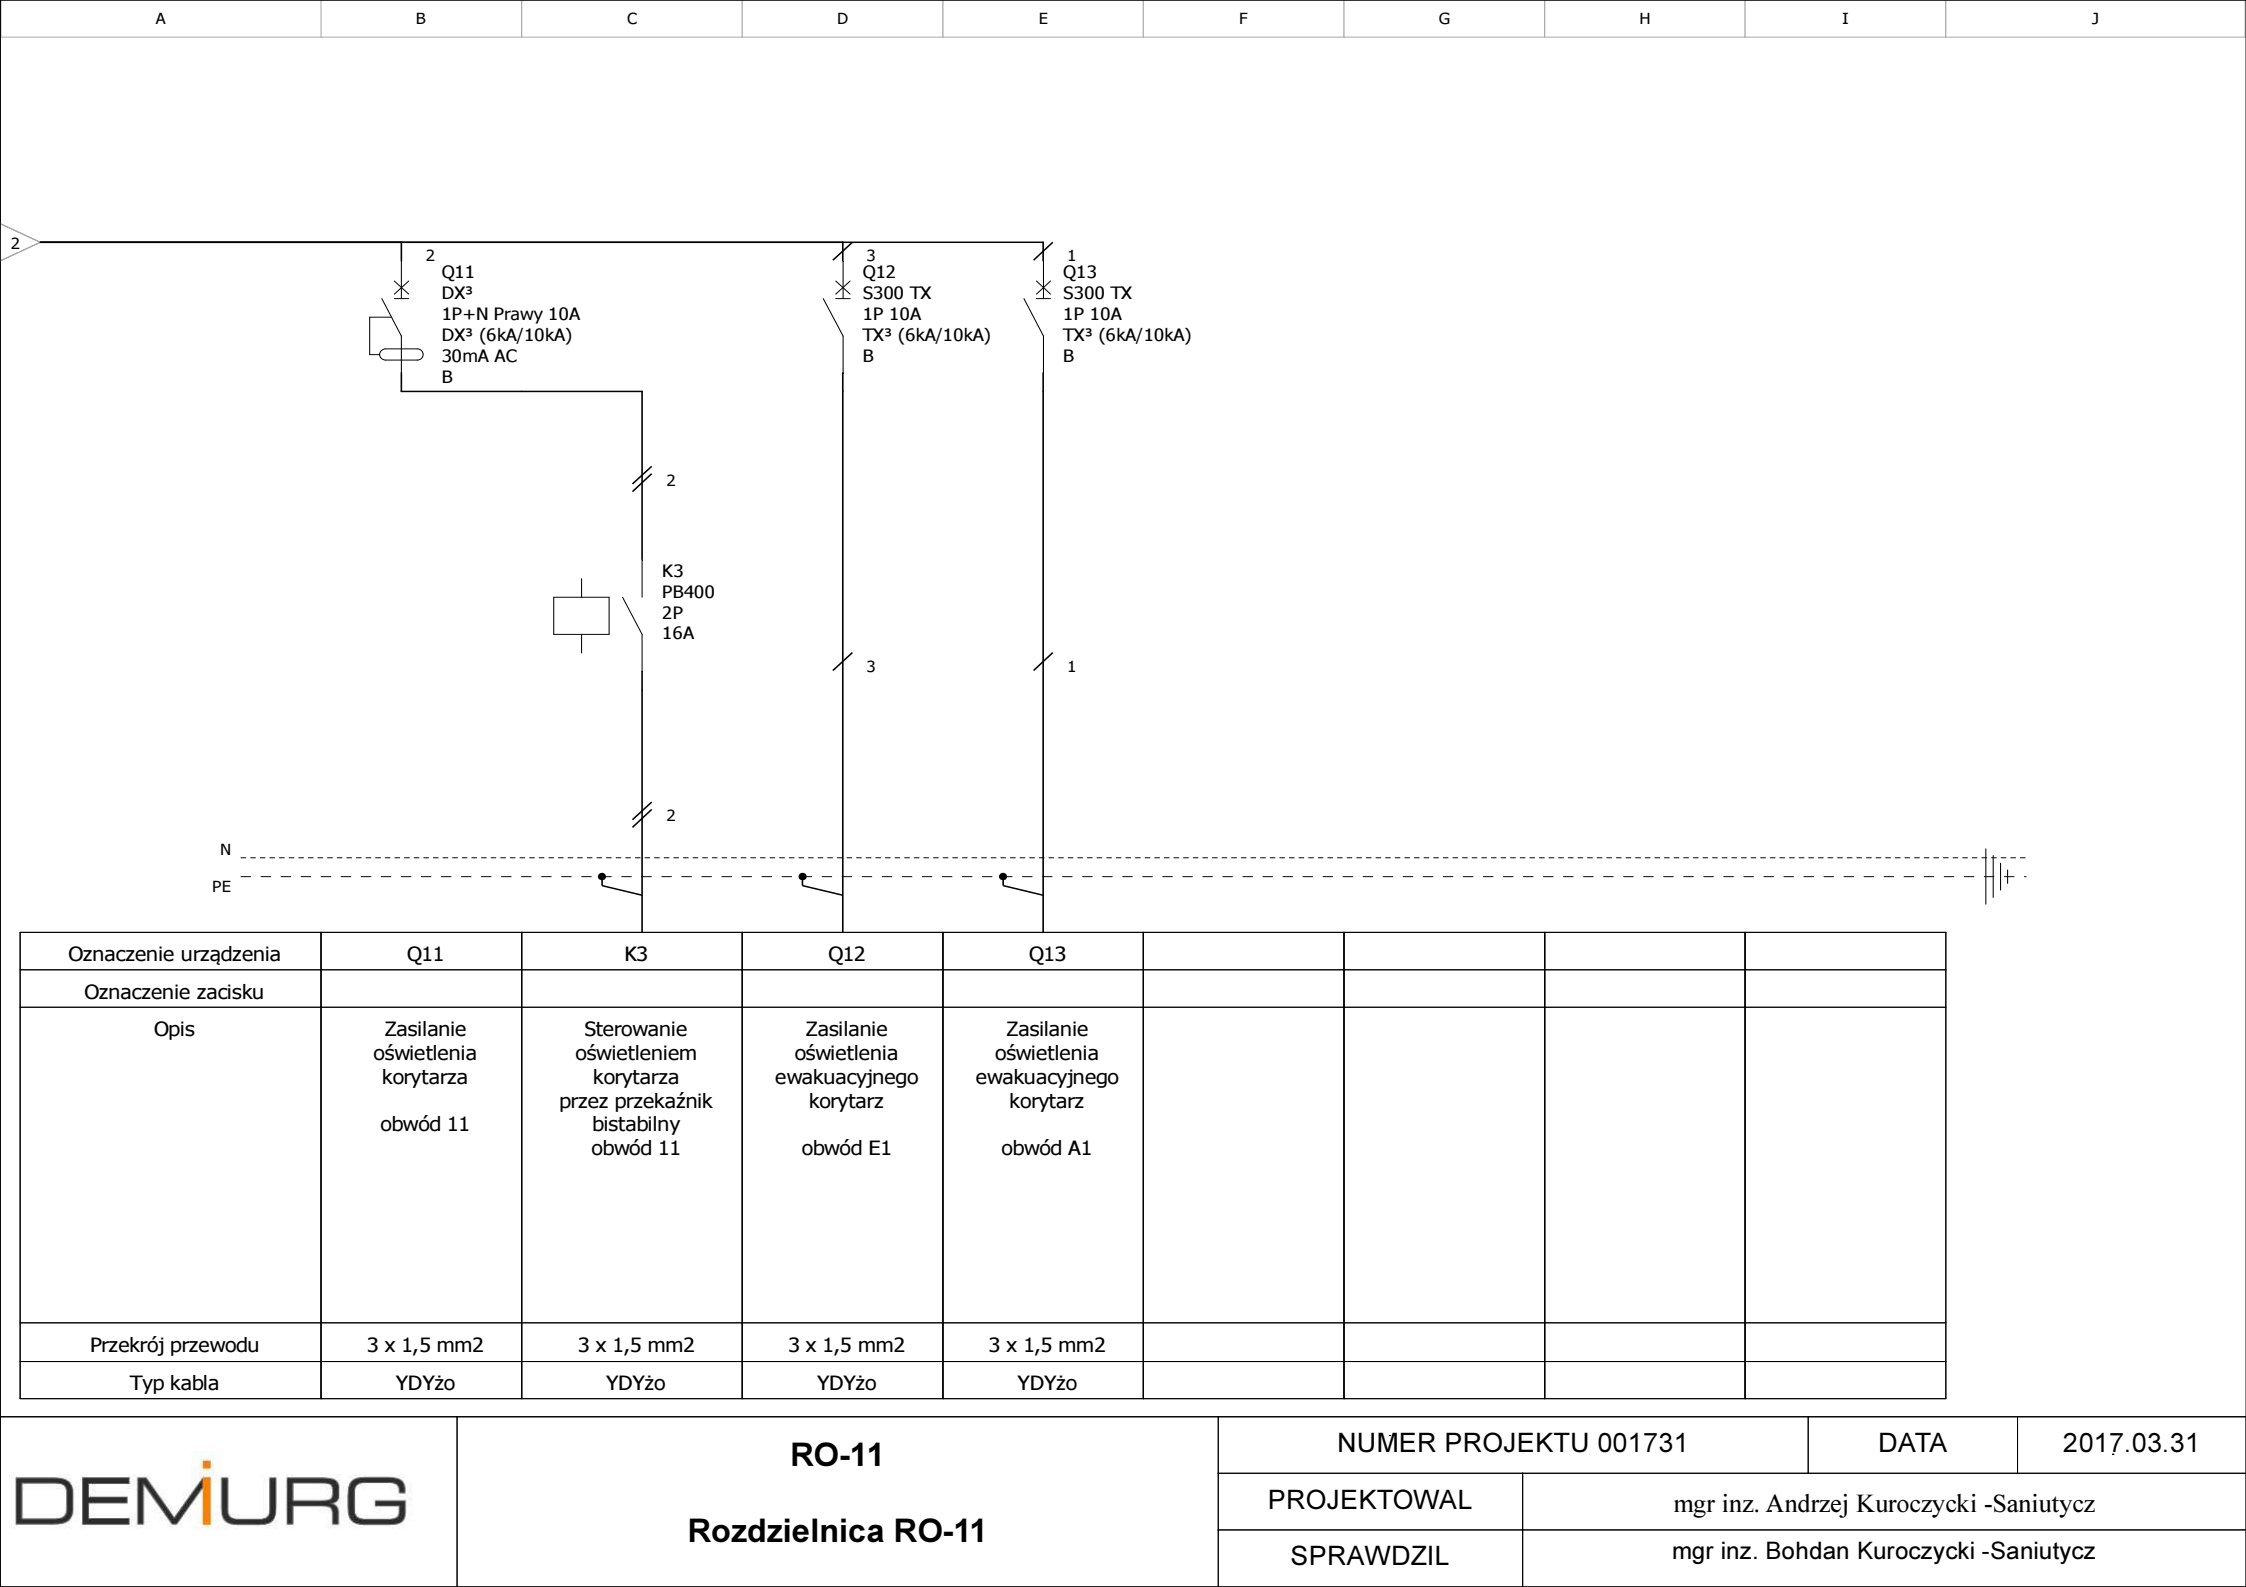 A B C D E F G H I J
2
2
Q11
DX³
1P+N Prawy 10A
DX³ (6kA/10kA)
30mA AC
B
3
Q12
S300 TX
1P 10A
TX³ (6kA/10kA)
B
1
Q13
S300 TX
1P 10A
TX³ (6kA/10kA)
B
2
K3
PB400
2P
16A
3
1
2
N
PE
Oznaczenie urządzenia Q11 K3 Q12 Q13
Oznaczenie zacisku
Opis
Zasilanie
oświetlenia
korytarza
obwód 11
Sterowanie
oświetleniem
korytarza
przez przekaźnik
bistabilny
obwód 11
Zasilanie
oświetlenia
ewakuacyjnego
korytarz
obwód E1
Zasilanie
oświetlenia
ewakuacyjnego
korytarz
obwód A1
Przekrój przewodu 3 x 1,5 mm2 3 x 1,5 mm2 3 x 1,5 mm2 3 x 1,5 mm2
Typ kabla YDYżo YDYżo YDYżo YDYżo
DEMiURG
RO-11
Rozdzielnica RO-11
NUMER PROJEKTU 001731 DATA 2017.03.31
PROJEKTOWAL mgr inz. Andrzej Kuroczycki -Saniutycz
SPRAWDZIL mgr inz. Bohdan Kuroczycki -Saniutycz